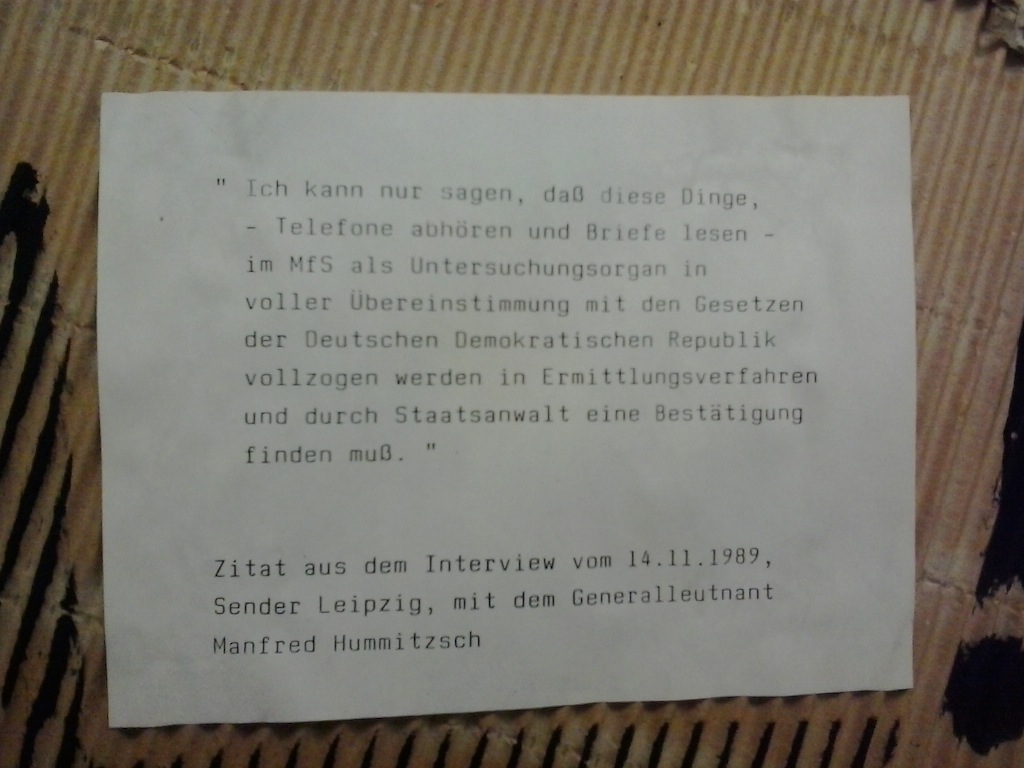 " Ich kann nur sagen, daß diese Dinge,
- Telefone abhören und Briefe lesen -
im MfS als Untersuchungsorgan in
voller Übereinstimmung mit den Gesetzen
der Deutschen Demokratischen Republik
vollzogen werden in Ermittlungsverfahren
und durch Staatsanwalt eine Bestätigung
finden muß. "
Zitat aus dem Interview vom 14.11.1989,
Sender Leipzig, mit dem Generalleutnant
Manfred Hummitzsch